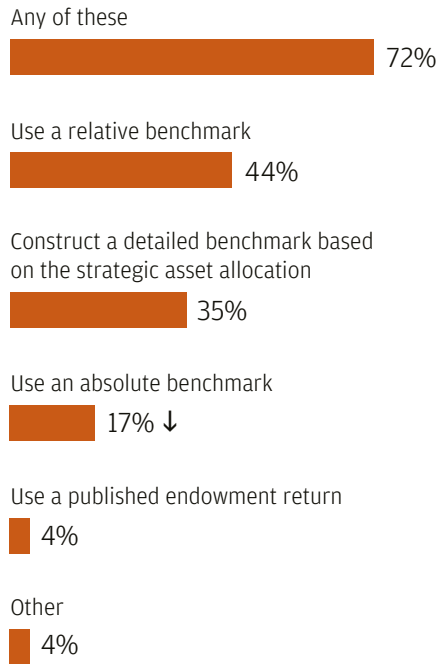 Any of these
72%
Use a relative benchmark
44%
Construct a detailed benchmark based
on the strategic asset allocation
35%
Use an absolute benchmark
17% ↓
Use a published endowment return
4%
Other
4%